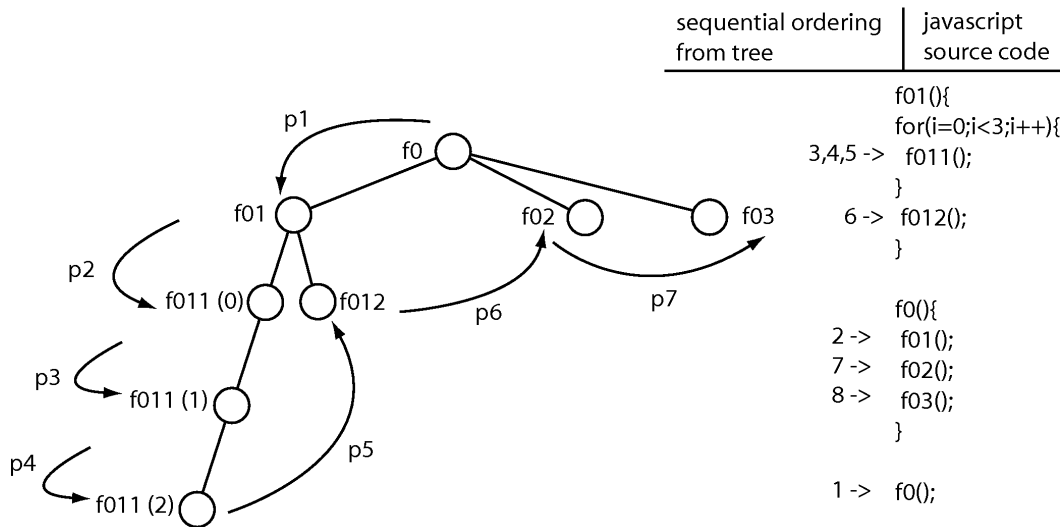 sequential ordering
from tree
javascript
source code
p1
f0
f01
f02
f03
p2
f011 (0)
f012
p6
p7
p3
f011 (1)
p4
p5
f011 (2)
f01(){
for(i=0;i<3;i++){
3,4,5 -> f011();
}
6 -> f012();
}
f0(){
2 -> f01();
7 -> f02();
8 -> f03();
}
1 -> f0();